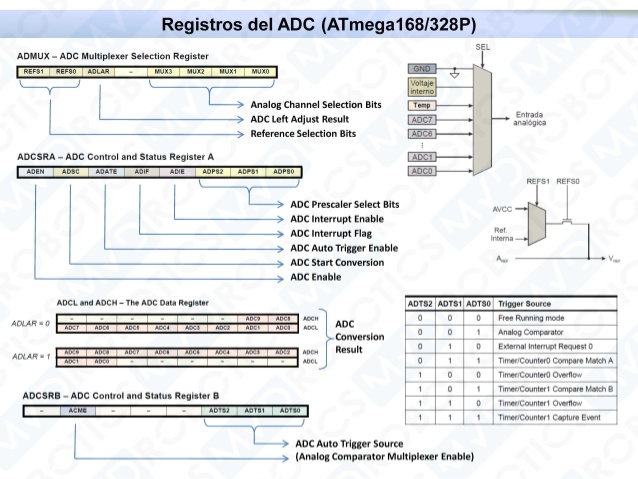 Registros del ADC (ATmega168/328P)
ADMUX – ADC Multiplexer Selection Register
REFS1 REFS0 ADLAR – MUX3 MUX2 MUX1 MUX0
Analog Channel Selection Bits
ADC Left Adjust Result
Reference Selection Bits
SEL
GND
Voltaje interno
Temp
ADC7
ADC6
ADC1
ADC0
Entrada analógica
ADCSRA – ADC Control and Status Register A
ADEN ADSC ADATE ADIF ADIE ADPS2 ADPS1 ADPS0
ADC Prescaler Select Bits
ADC Interrupt Enable
ADC Interrupt Flag
ADC Auto Trigger Enable
ADC Start Conversion
ADC Enable
REFS1 REFS0
AVCC
Ref. Interna
AREF
ADCL and ADCH – The ADC Data Register
ADLAR = 0
– – – – – – ADC9 ADC8 ADCH
ADC7 ADC6 ADC5 ADC4 ADC3 ADC2 ADC1 ADC0 ADCL
ADLAR = 1
ADC9 ADC8 ADC7 ADC6 ADC5 ADC4 ADC3 ADC2 ADCH
ADC1 ADC0 – – – – – – ADCL
ADC
Conversion
Result
ADCSRB – ADC Control and Status Register B
– ACME – – – ADTS2 ADTS1 ADTS0
ADC Auto Trigger Source
(Analog Comparator Multiplexer Enable)
ADTS2 ADTS1 ADTS0 Trigger Source
0 0 0 Free Running mode
0 0 1 Analog Comparator
0 1 0 External Interrupt Request 0
0 1 1 Timer/Counter0 Compare Match A
1 0 0 Timer/Counter0 Overflow
1 0 1 Timer/Counter1 Compare Match B
1 1 0 Timer/Counter1 Overflow
1 1 1 Timer/Counter1 Capture Event